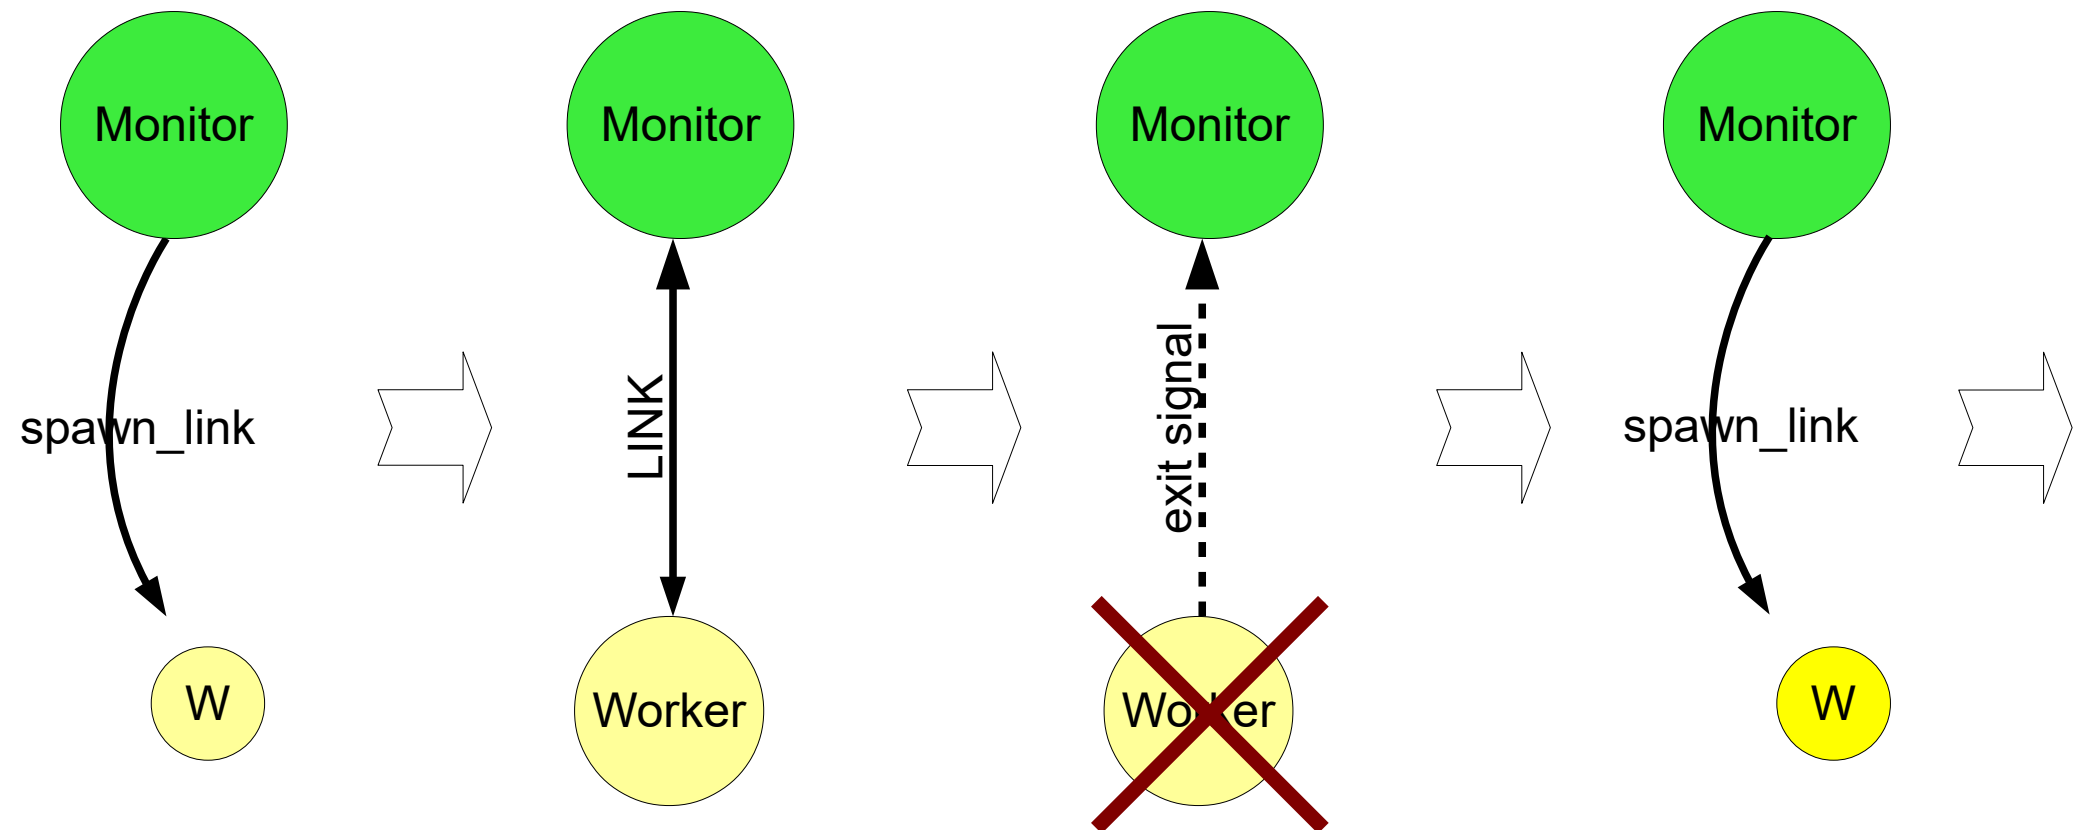 Monitor
Monitor
Monitor
Monitor
spawn_link
LINK
exit signal
spawn_link
W
Worker
Worker
W